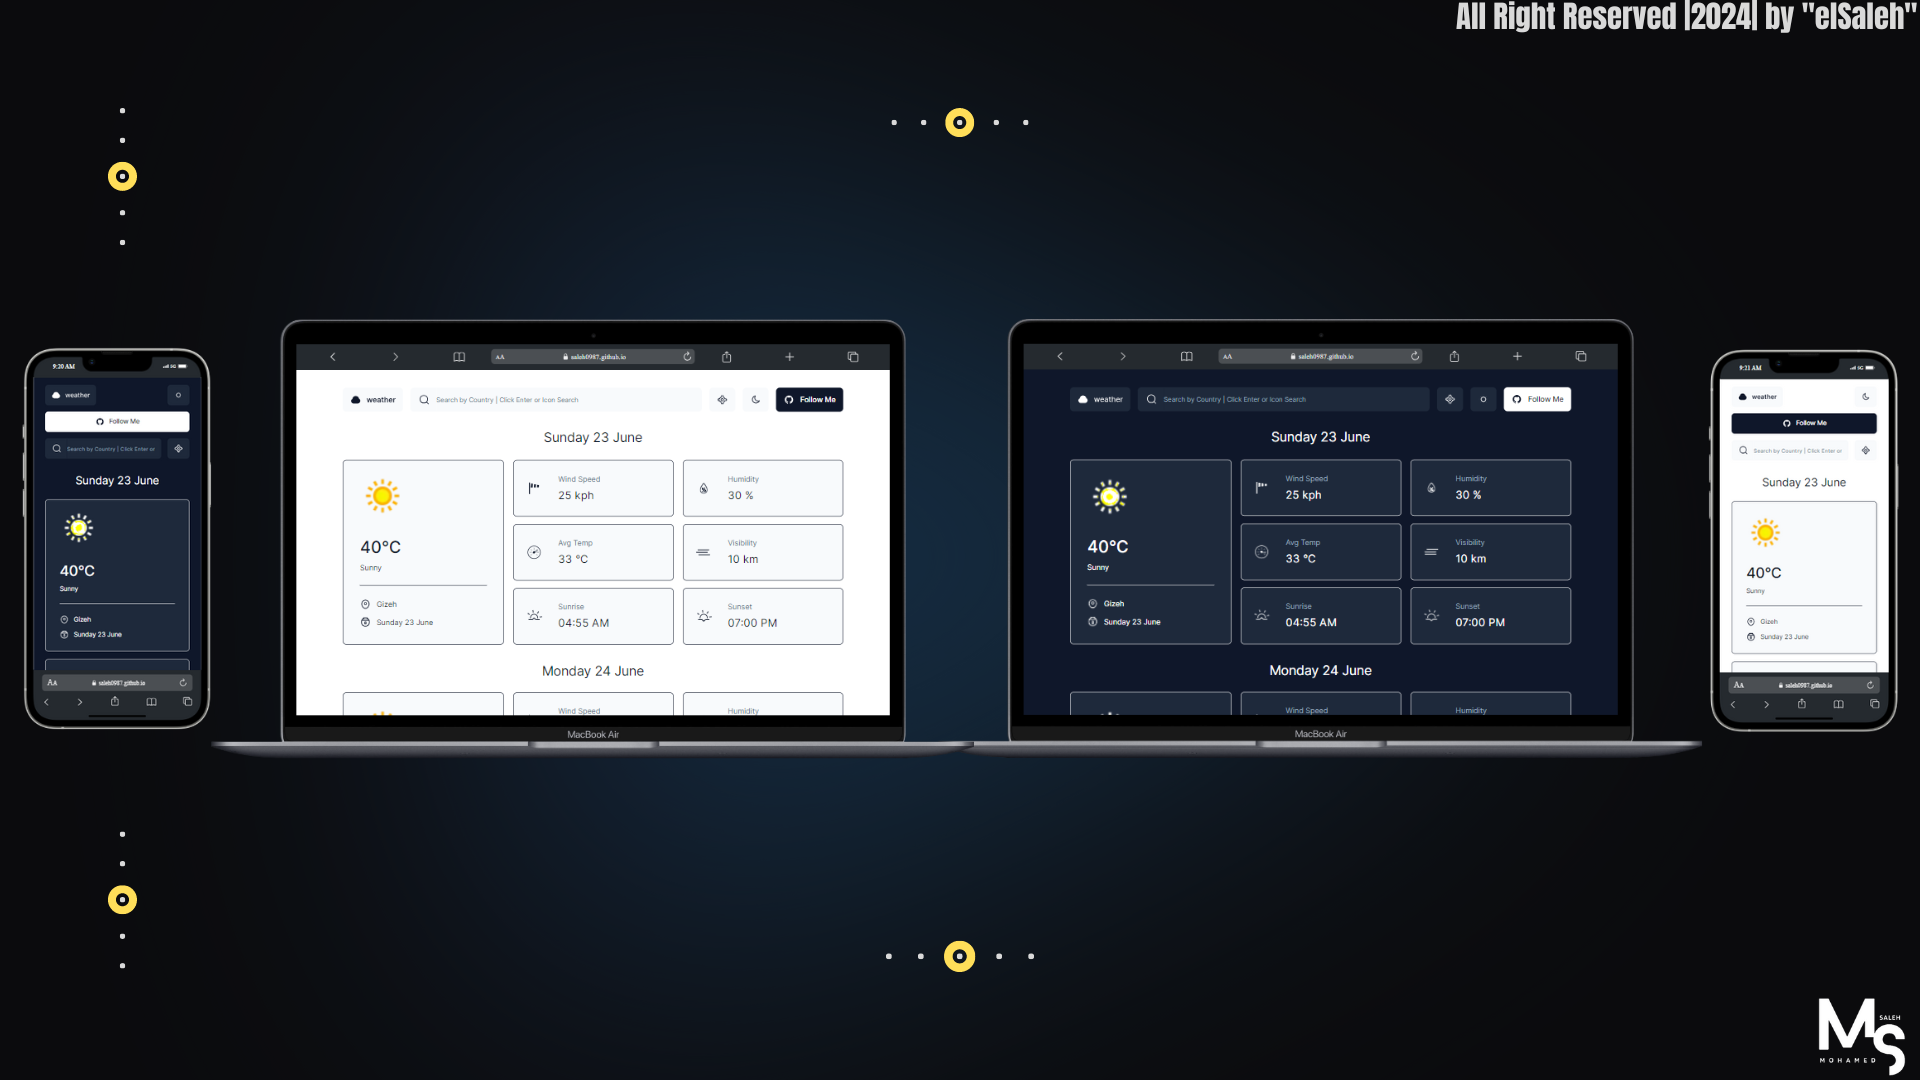 All Right Reserved |2024| by "elSaleh"
9:20 AM
5G
weather
Follow Me
Search by Country | Click Enter or
Sunday 23 June
40°C
Sunny
Gizeh
Sunday 23 June
AA
saleh0987.github.io
AA
saleh0987.github.io
weather
Search by Country | Click Enter or Icon Search
Follow Me
Sunday 23 June
40°C
Sunny
Gizeh
Sunday 23 June
Wind Speed
25 kph
Humidity
30 %
Avg Temp
33 °C
Visibility
10 km
Sunrise
04:55 AM
Sunset
07:00 PM
Monday 24 June
Wind Speed
Humidity
MacBook Air
AA
saleh0987.github.io
weather
Search by Country | Click Enter or Icon Search
Follow Me
Sunday 23 June
40°C
Sunny
Gizeh
Sunday 23 June
Wind Speed
25 kph
Humidity
30 %
Avg Temp
33 °C
Visibility
10 km
Sunrise
04:55 AM
Sunset
07:00 PM
Monday 24 June
Wind Speed
Humidity
MacBook Air
9:21 AM
5G
weather
Follow Me
Search by Country | Click Enter or
Sunday 23 June
40°C
Sunny
Gizeh
Sunday 23 June
AA
saleh0987.github.io
MS
SALEH
MOHAMED